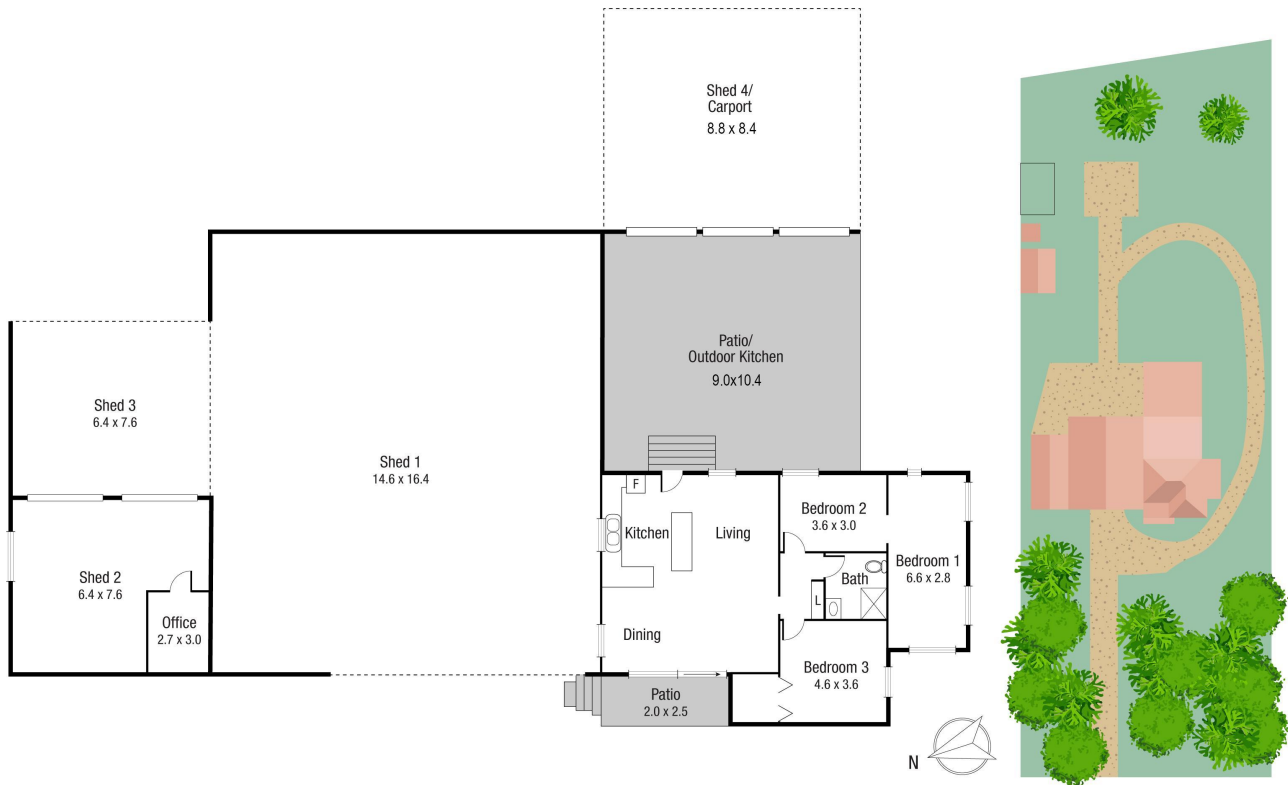 Shed 4/
Carport
8.8 x 8.4
Patio/
Outdoor Kitchen
9.0x10.4
Shed 3
6.4 x 7.6
Shed 1
14.6 x 16.4
F
Kitchen
Living
Bedroom 2
3.6 x 3.0
Bedroom 1
6.6 x 2.8
Bath
L
Shed 2
6.4 x 7.6
Office
2.7 x 3.0
Dining
Bedroom 3
4.6 x 3.6
Patio
2.0 x 2.5
N